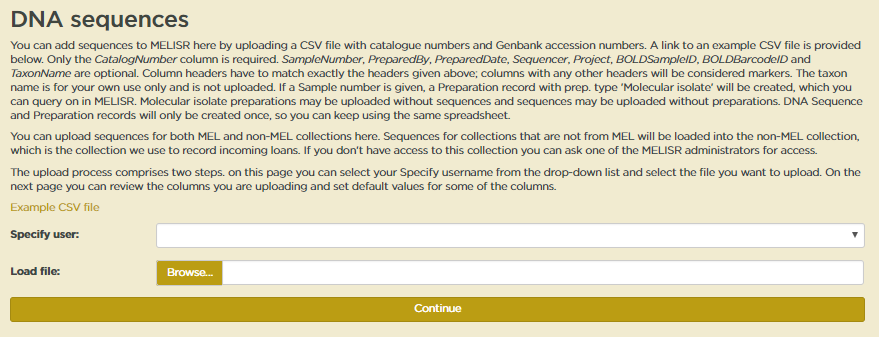 DNA sequences
You can add sequences to MELISR here by uploading a CSV file with catalogue numbers and Genbank accession numbers. A link to an example CSV file is provided
below. Only the CatalogNumber column is required. SampleNumber, PreparedBy, PreparedDate, Sequencer, Project, BOLDSampleID, BOLDBarcodeID and
TaxonName are optional. Column headers have to match exactly the headers given above; columns with any other headers will be considered markers. The taxon
name is for your own use only and is not uploaded. If a Sample number is given, a Preparation record with prep. type 'Molecular isolate' will be created, which you
can query on in MELISR. Molecular isolate preparations may be uploaded without sequences and sequences may be uploaded without preparations. DNA Sequence
and Preparation records will only be created once, so you can keep using the same spreadsheet.
You can upload sequences for both MEL and non-MEL collections here. Sequences for collections that are not from MEL will be loaded into the non-MEL collection,
which is the collection we use to record incoming loans. If you don't have access to this collection you can ask one of the MELISR administrators for access.
The upload process comprises two steps. on this page you can select your Specify username from the drop-down list and select the file you want to upload. On the
next page you can review the columns you are uploading and set default values for some of the columns.
Example CSV file
Specify user:
Load file:
Browse...
Continue